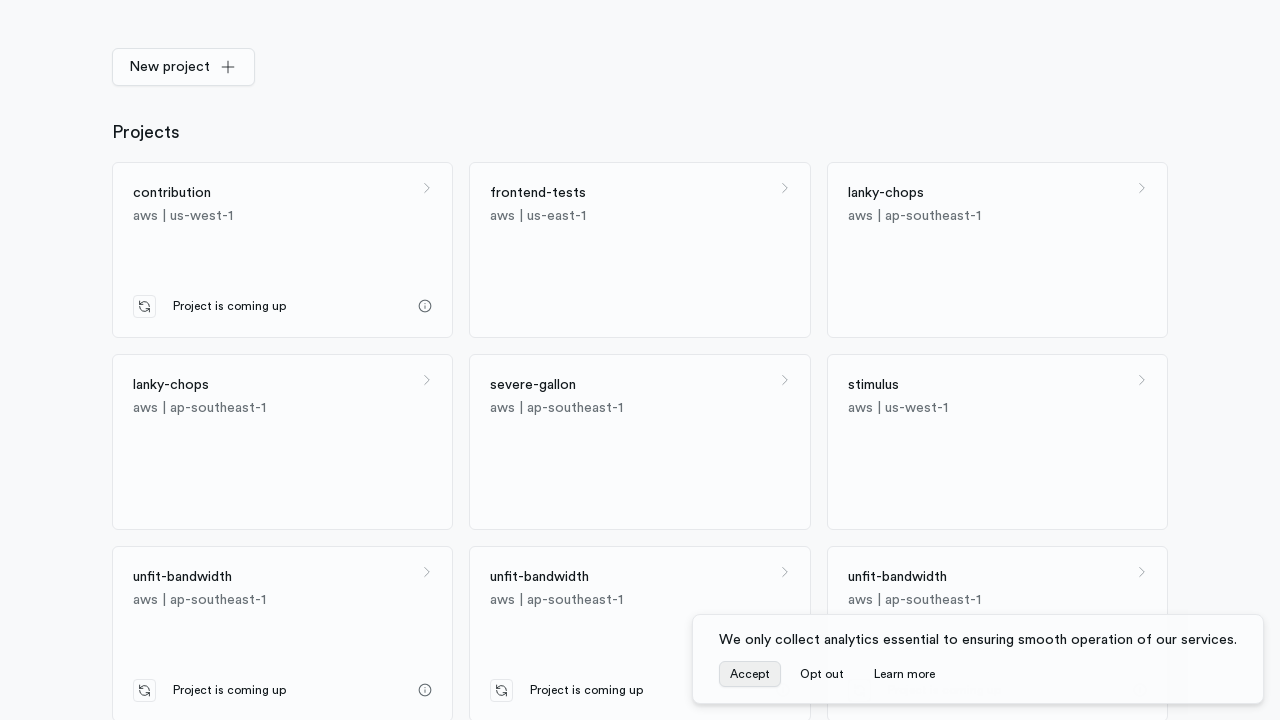 New project
Projects
contribution
aws | us-west-1
Project is coming up
frontend-tests
aws | us-east-1
lanky-chops
aws | ap-southeast-1
lanky-chops
aws | ap-southeast-1
severe-gallon
aws | ap-southeast-1
stimulus
aws | us-west-1
unfit-bandwidth
aws | ap-southeast-1
Project is coming up
unfit-bandwidth
aws | ap-southeast-1
Project is coming up
unfit-bandwidth
aws | ap-southeast-1
We only collect analytics essential to ensuring smooth operation of our services.
Accept Opt out Learn more